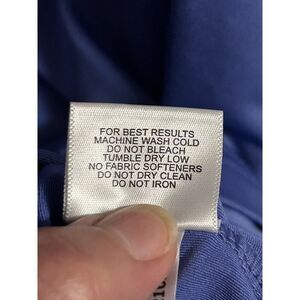 FOR BEST RESULTS
MACHINE WASH COLD
DO NOT BLEACH
TUMBLE DRY LOW
NO FABRIC SOFTENERS
DO NOT DRY CLEAN
DO NOT IRON